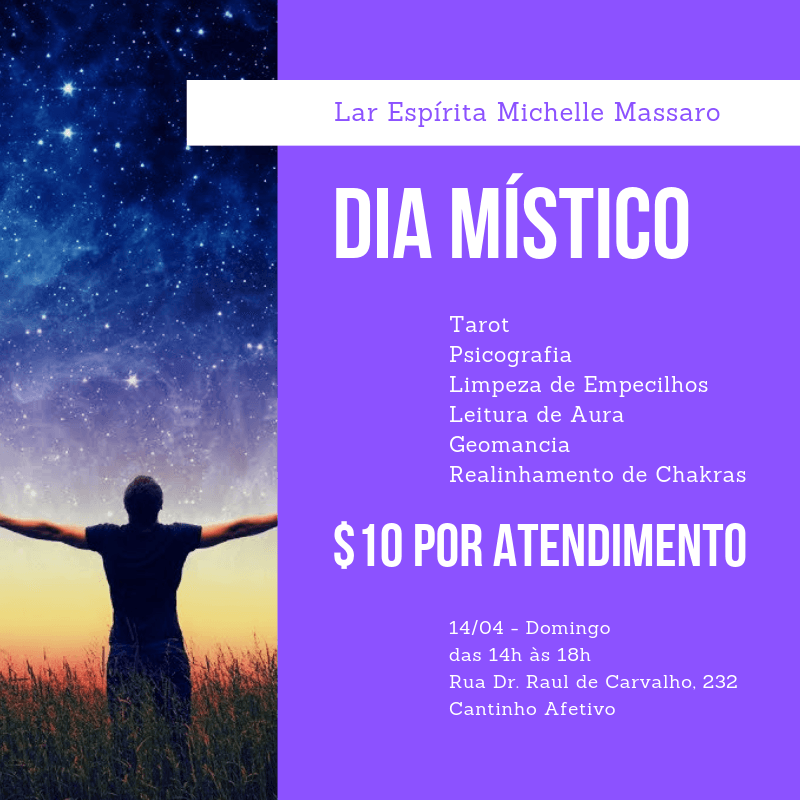 Lar Espírita Michelle Massaro
DIA MÍSTICO
Tarot
Psicografia
Limpeza de Empecilhos
Leitura de Aura
Geomancia
Realinhamento de Chakras
$10 POR ATENDIMENTO
14/04 - Domingo
das 14h às 18h
Rua Dr. Raul de Carvalho, 232
Cantinho Afetivo